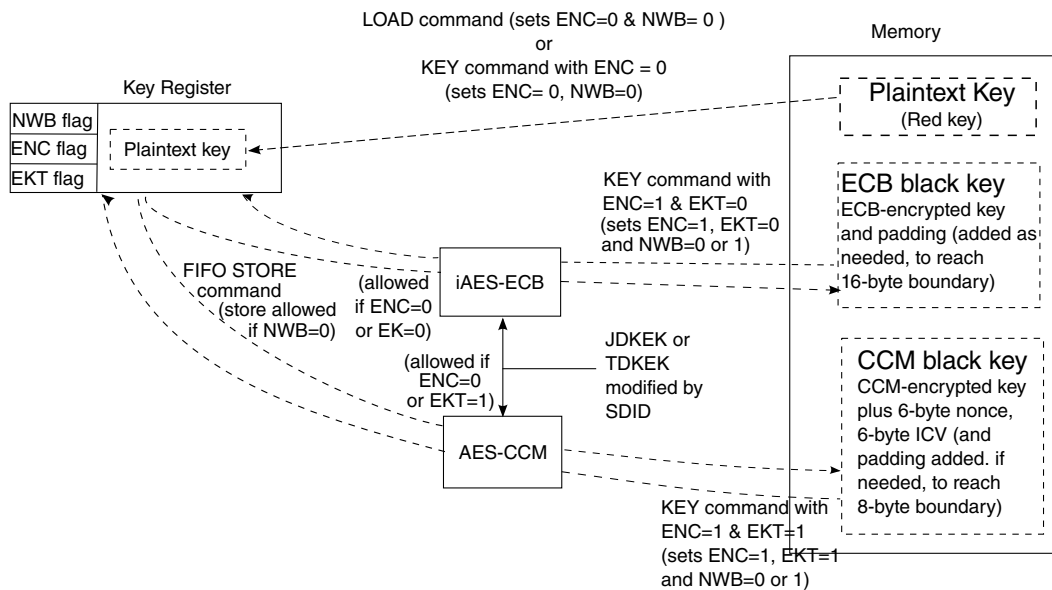 LOAD command (sets ENC=0 & NWB= 0 )
or
KEY command with ENC = 0
(sets ENC= 0, NWB=0)
Memory
Key Register
NWB flag
ENC flag
EKT flag
Plaintext key
Plaintext Key
(Red key)
KEY command with
ENC=1 & EKT=0
(sets ENC=1, EKT=0
and NWB=0 or 1)
ECB black key
ECB-encrypted key
and padding (added as
needed, to reach
16-byte boundary)
FIFO STORE
command
(store allowed
if NWB=0)
(allowed
if ENC=0
or EK=0)
iAES-ECB
(allowed if
ENC=0
or EKT=1)
JDKEK or
TDKEK
modified by
SDID
AES-CCM
CCM black key
CCM-encrypted key
plus 6-byte nonce,
6-byte ICV (and
padding added. if
needed, to reach
8-byte boundary)
KEY command with
ENC=1 & EKT=1
(sets ENC=1, EKT=1
and NWB=0 or 1)